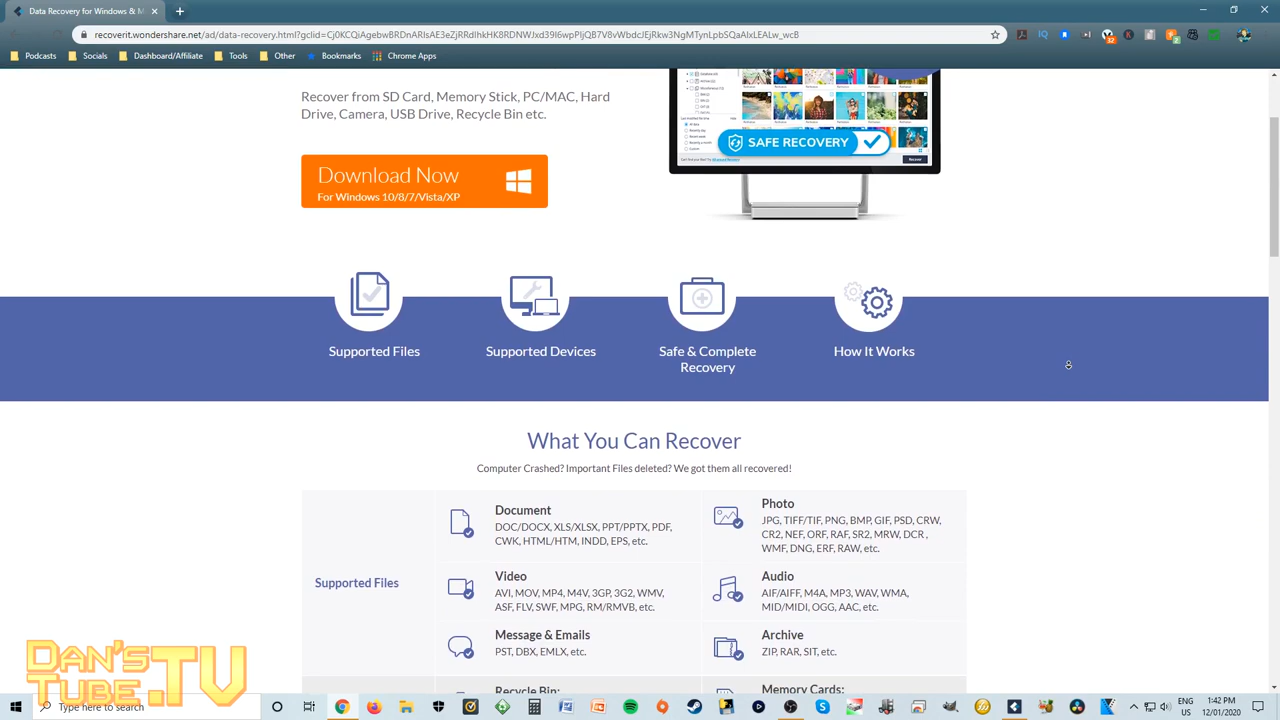 Data Recovery for Windows & M
recoverit.wondershare.net/ad/data-recovery.html?gclid=
Podcasts
Socials
Dashboard/Affiliate
Tools
Other
Bookmarks
Chrome Apps
Recover from SD Card, Memory Stick, PC/MAC, Hard
Drive, Camera, USB Drive, Recycle Bin etc.
SAFE RECOVERY
Recover
Download Now
For Windows 10/8/7/Vista/XP
Supported Files
Supported Devices
Safe & Complete
Recovery
How It Works
What You Can Recover
Computer Crashed? Important Files deleted? We got them all recovered!
Supported Files
Document
DOC/DOCX, XLS/XLSX, PPT/PPTX, PDF,
CWK, HTML/HTM, INDD, EPS, etc.
Photo
JPG, TIFF/TIF, PNG, BMP, GIF, PSD, CRW,
CR2, NEF, ORF, RAF, SR2, MRW, DCR ,
WMF, DNG, ERF, RAW, etc.
Video
AVI, MOV, MP4, M4V, 3GP, 3G2, WMV,
ASF, FLV, SWF, MPG, RM/RMVB, etc.
Audio
AIF/AIFF, M4A, MP3, WAV, WMA,
MID/MIDI, OGG, AAC, etc.
Message & Emails
PST, DBX, EMLX, etc.
Archive
ZIP, RAR, SIT, etc.
Recycle Bin:
Memory Cards:
DAN'S
TUBE.TV
Type here to search
ENG
US
1:42 PM
12/01/2020